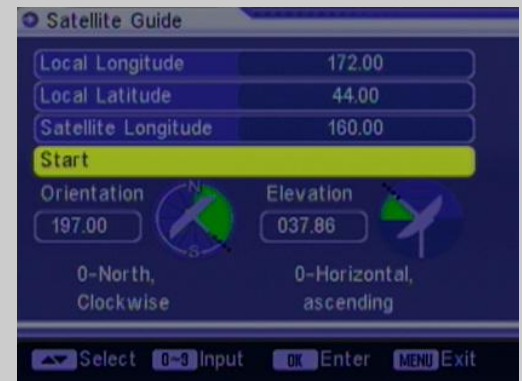 Satellite Guide
Local Longitude 172.00
Local Latitude 44.00
Satellite Longitude 160.00
Start
Orientation N Elevation
197.00 037.86
S
0-North, 0-Horizontal,
Clockwise ascending
Select 0~9 Input OK Enter MENU Exit